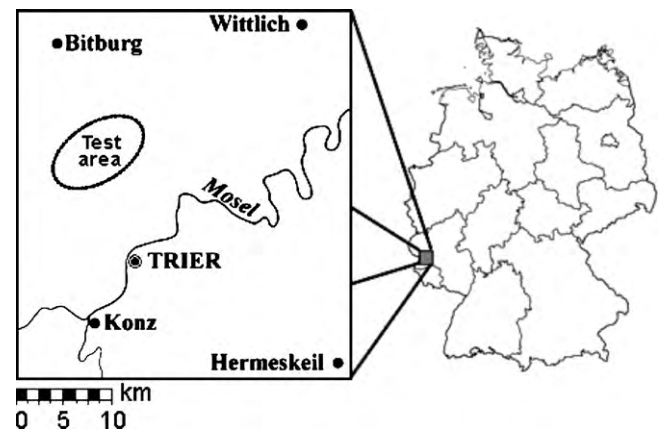 Wittlich
Bitburg
Test
area
Mosel
TRIER
Konz
Hermeskeil
km
0 5 10